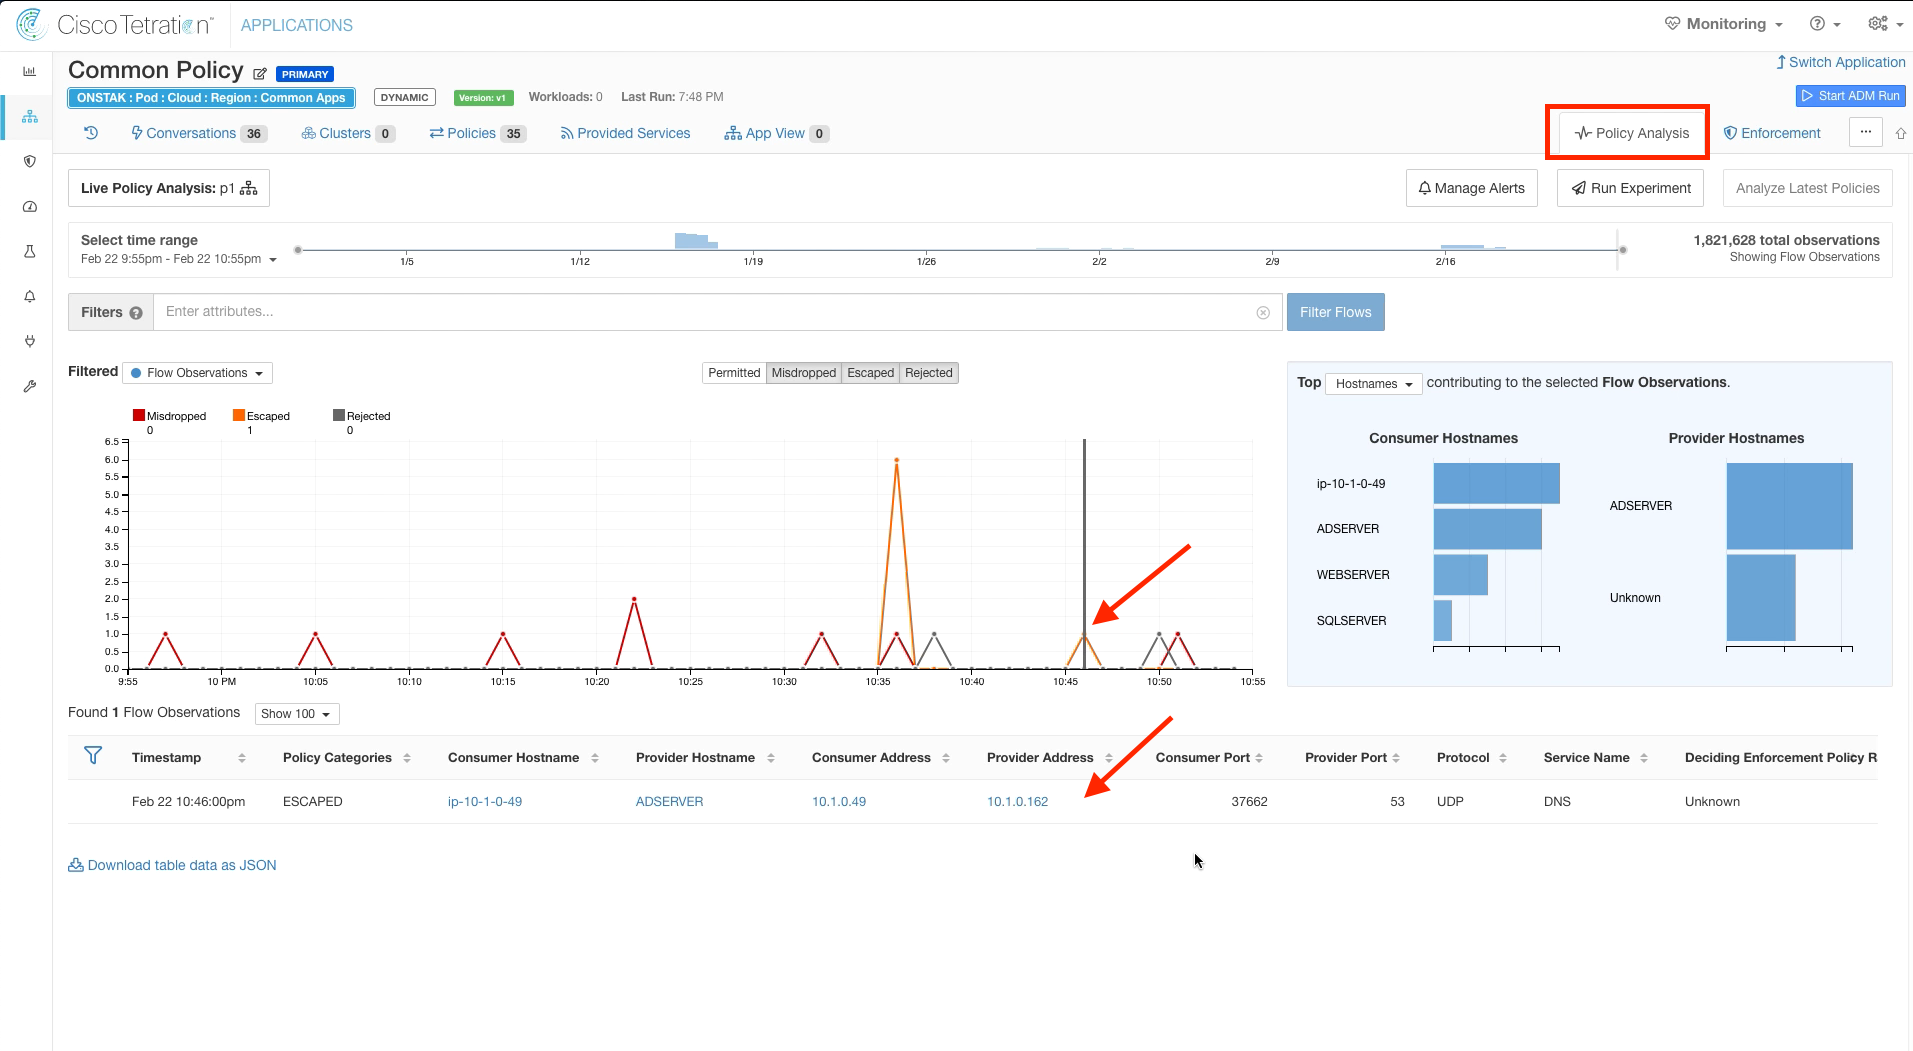 Cisco Tetration™ APPLICATIONS Monitoring
Common Policy PRIMARY
Switch Application
ONSTAK : Pod : Cloud : Region : Common Apps DYNAMIC Version: v1 Workloads: 0 Last Run: 7:48 PM
Start ADM Run
Conversations 36 Clusters 0 Policies 35 Provided Services App View 0 Policy Analysis Enforcement ...
Live Policy Analysis: p1 Manage Alerts Run Experiment Analyze Latest Policies
Select time range
Feb 22 9:55pm - Feb 22 10:55pm
1/5 1/12 1/19 1/26 2/2 2/9 2/16
1,821,628 total observations
Showing Flow Observations
Filters ? Enter attributes... Filter Flows
Filtered Flow Observations Permitted Misdropped Escaped Rejected
Misdropped Escaped Rejected
0 1 0
6.5
6.0
5.5
5.0
4.5
4.0
3.5
3.0
2.5
2.0
1.5
1.0
0.5
0.0
9:55 10 PM 10:05 10:10 10:15 10:20 10:25 10:30 10:35 10:40 10:45 10:50 10:55
Top Hostnames contributing to the selected Flow Observations.
Consumer Hostnames
ip-10-1-0-49
ADSERVER
WEBSERVER
SQLSERVER
Provider Hostnames
ADSERVER
Unknown
Found 1 Flow Observations Show 100
Timestamp Policy Categories Consumer Hostname Provider Hostname Consumer Address Provider Address Consumer Port Provider Port Protocol Service Name Deciding Enforcement Policy R
Feb 22 10:46:00pm ESCAPED ip-10-1-0-49 ADSERVER 10.1.0.49 10.1.0.162 37662 53 UDP DNS Unknown
Download table data as JSON